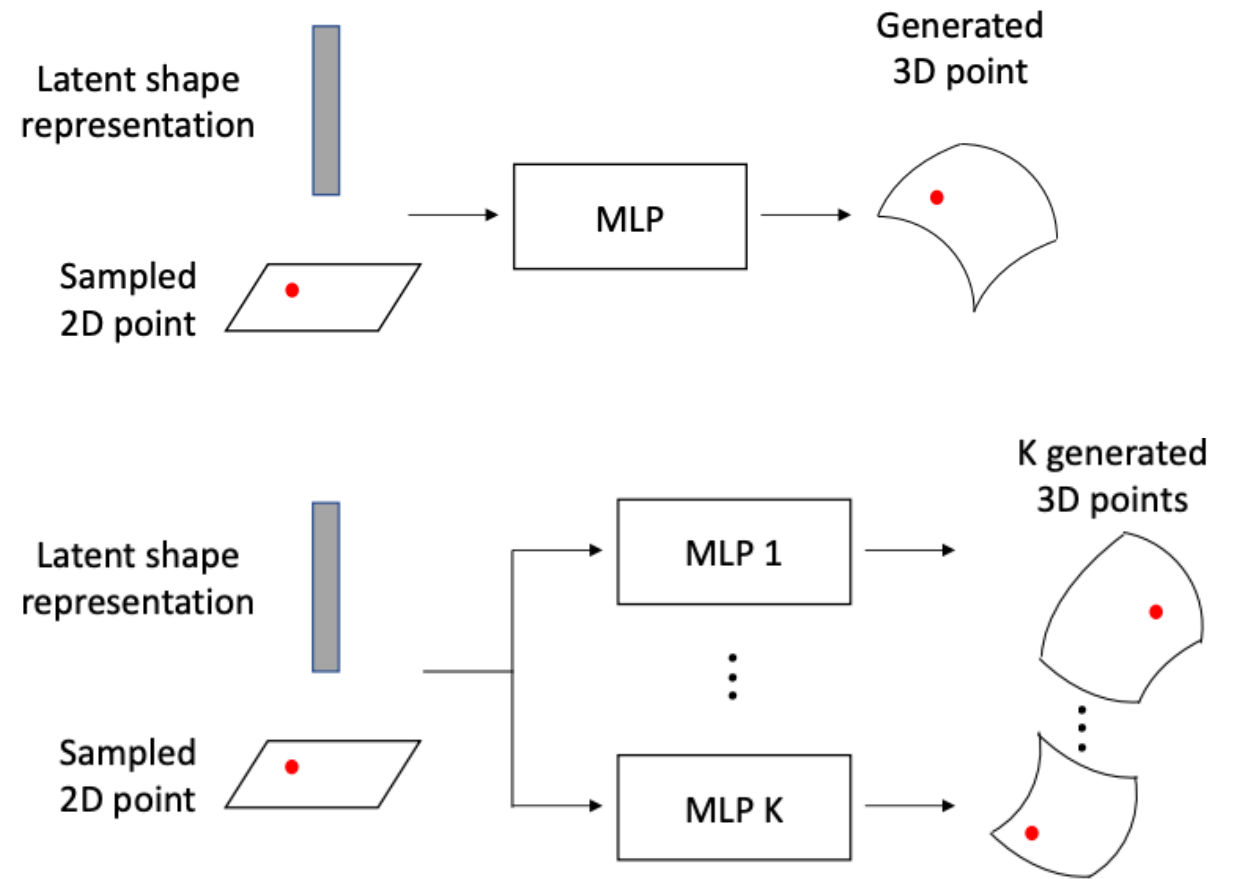 Generated
3D point
Latent shape
representation
MLP
Sampled
2D point
K generated
3D points
Latent shape
representation
MLP 1
Sampled
2D point
MLP K